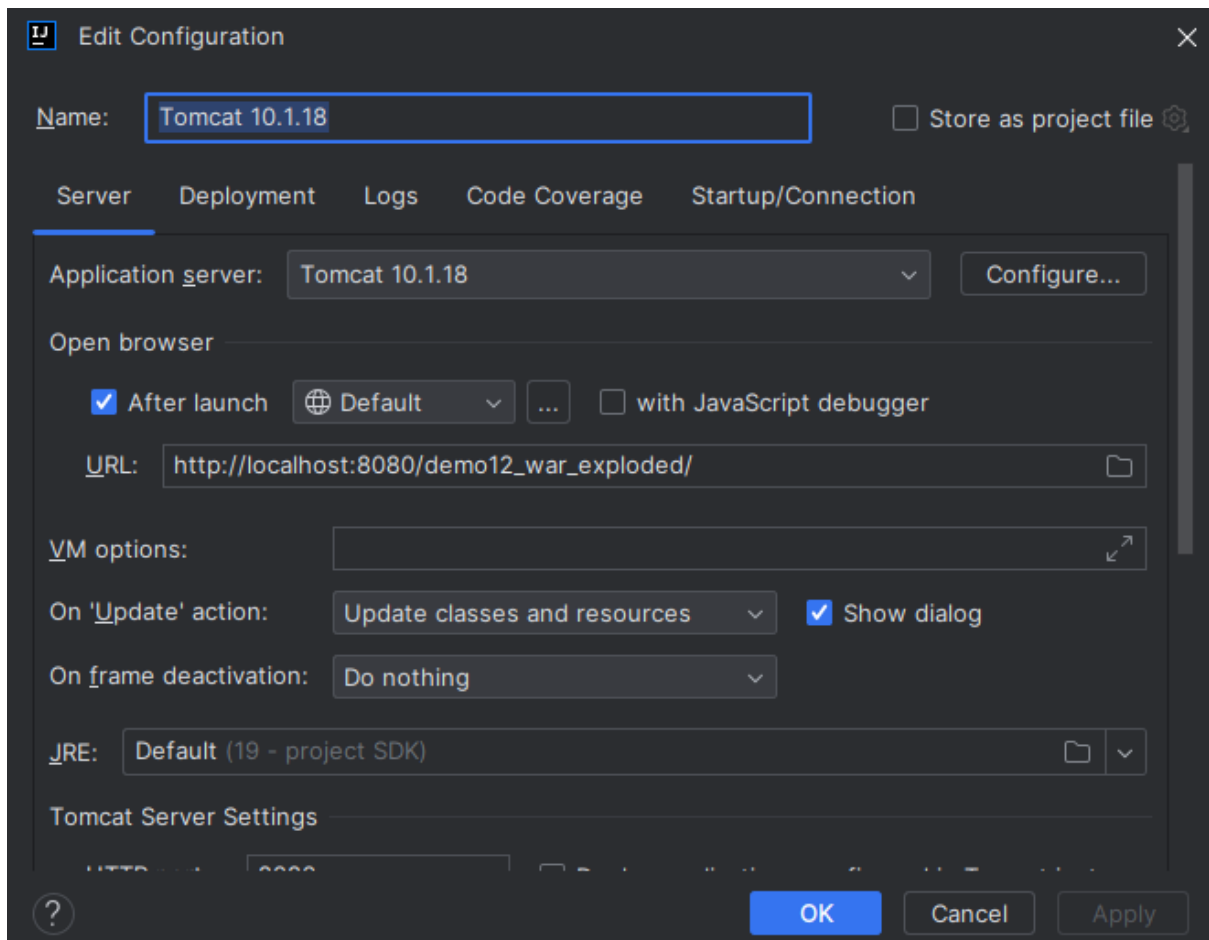 Edit Configuration
Name: Tomcat 10.1.18 Store as project file
Server Deployment Logs Code Coverage Startup/Connection
Application server: Tomcat 10.1.18 Configure...
Open browser
After launch Default ... with JavaScript debugger
URL: http://localhost:8080/demo12_war_exploded/
VM options:
On 'Update' action: Update classes and resources Show dialog
On frame deactivation: Do nothing
JRE: Default (19 - project SDK)
Tomcat Server Settings
? OK Cancel Apply